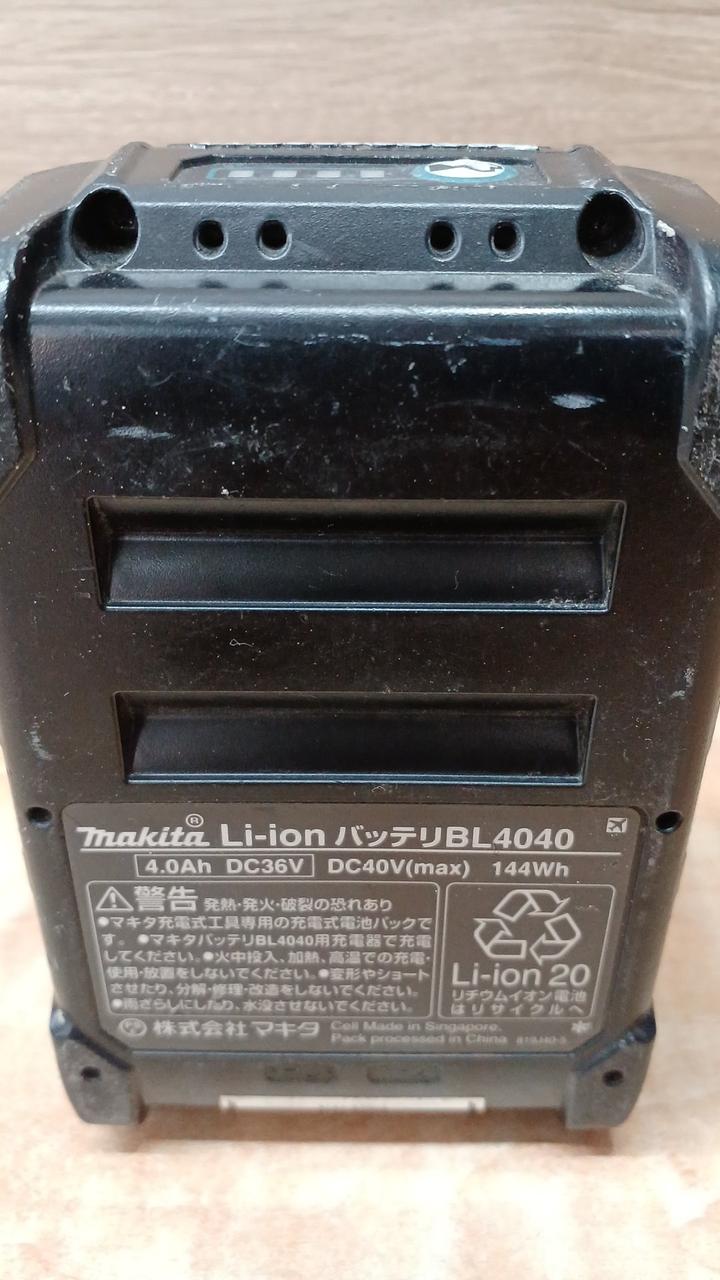 makita® Li-ion バッテリBL4040
4.0Ah DC36V DC40V(max) 144Wh
警告 発熱・発火・破裂の恐れあり
●マキタ充電式工具専用の充電式電池パックで
す。 ●マキタバッテリBL4040用充電器で充電
してください。●火中投入、加熱、高温での充電・
使用・放置をしないでください。●変形やショート
させたり、分解・修理・改造をしないでください。
●雨ざらしにしたり、水没させないでください。
Li-ion 20
リチウムイオン電池
はリサイクルへ
株式会社マキタ
Cell Made in Singapore.
Pack processed in China